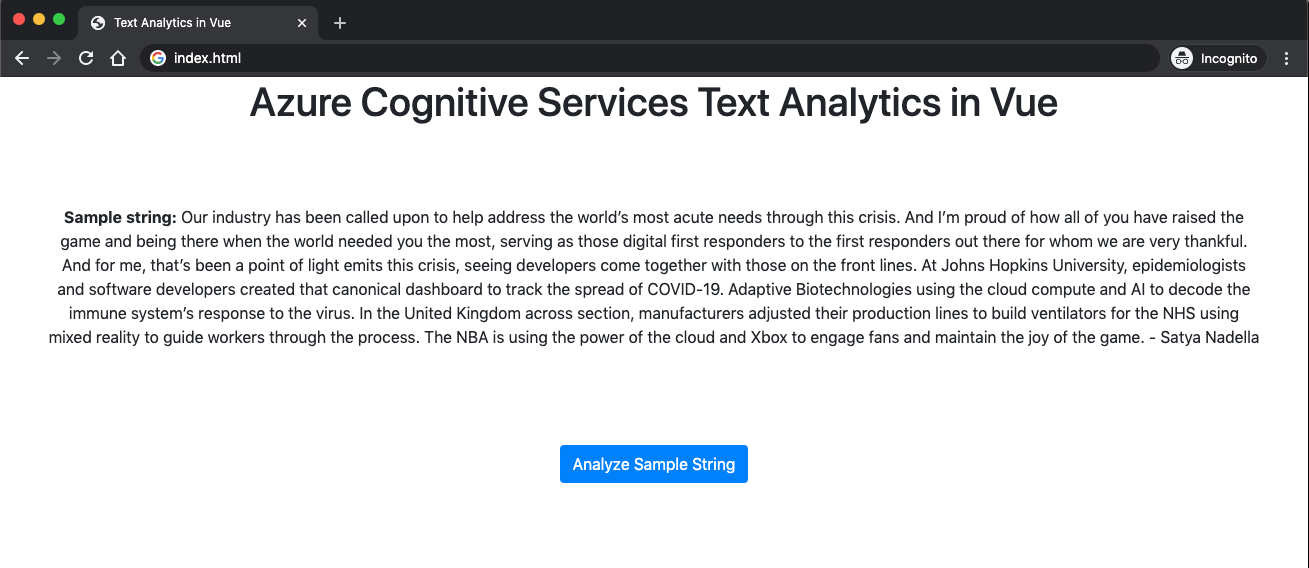 Text Analytics in Vue
index.html
Incognito
Azure Cognitive Services Text Analytics in Vue
Sample string: Our industry has been called upon to help address the world’s most acute needs through this crisis. And I’m proud of how all of you have raised the
game and being there when the world needed you the most, serving as those digital first responders to the first responders out there for whom we are very thankful.
And for me, that’s been a point of light emits this crisis, seeing developers come together with those on the front lines. At Johns Hopkins University, epidemiologists
and software developers created that canonical dashboard to track the spread of COVID-19. Adaptive Biotechnologies using the cloud compute and AI to decode the
immune system’s response to the virus. In the United Kingdom across section, manufacturers adjusted their production lines to build ventilators for the NHS using
mixed reality to guide workers through the process. The NBA is using the power of the cloud and Xbox to engage fans and maintain the joy of the game. - Satya Nadella
Analyze Sample String